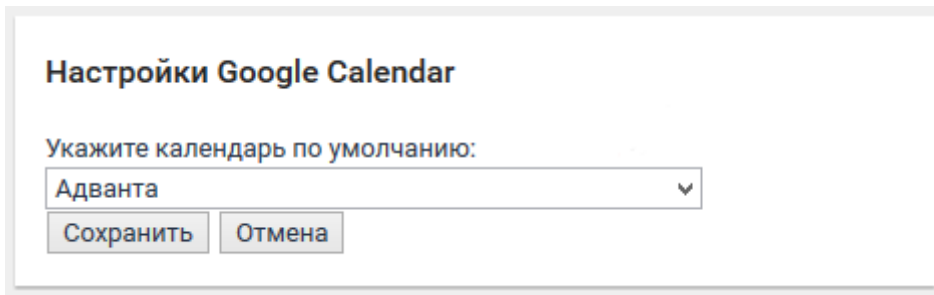 Настройки Google Calendar
Укажите календарь по умолчанию:
Адванта
Сохранить Отмена